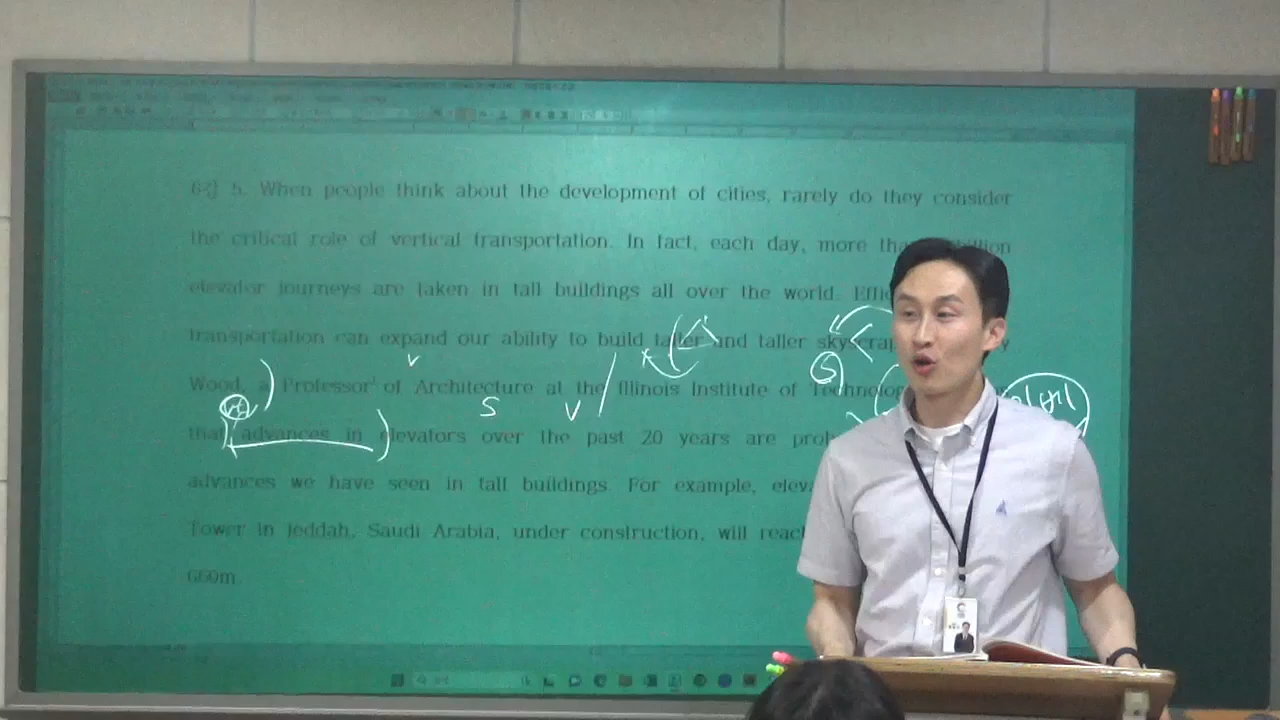 5. When people think about the development of cities, rarely do they consider
the critical role of vertical transportation. In fact, each day, more
elevator journeys are taken in tall buildings all over the world.
transportation can expand our ability to build taller and taller
Wood, a Professor of Architecture at the Illinois Institute of
that advances in elevators over the past 20 years are
advances we have seen in tall buildings. For example,
Tower in Jeddah, Saudi Arabia, under construction, will
660m
S
V
S